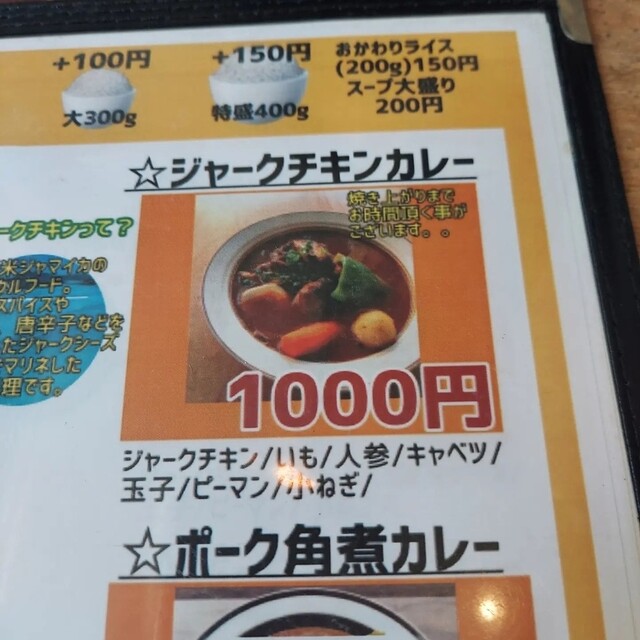 +100円
大300g
+150円
特盛400g
おかわりライス
(200g)150円
スープ大盛り
200円
☆ジャークチキンカレー
焼き上がりまで
お時間頂く事が
ございます。。
ークチキンって？
米ジャマイカの
カルフード。
スパイスや
唐辛子などを
たジャークシーズ
マリネした
理です。
1000円
ジャークチキン/いも/人参/キャベツ/
玉子/ピーマン/小ねぎ/
☆ポーク角煮カレー